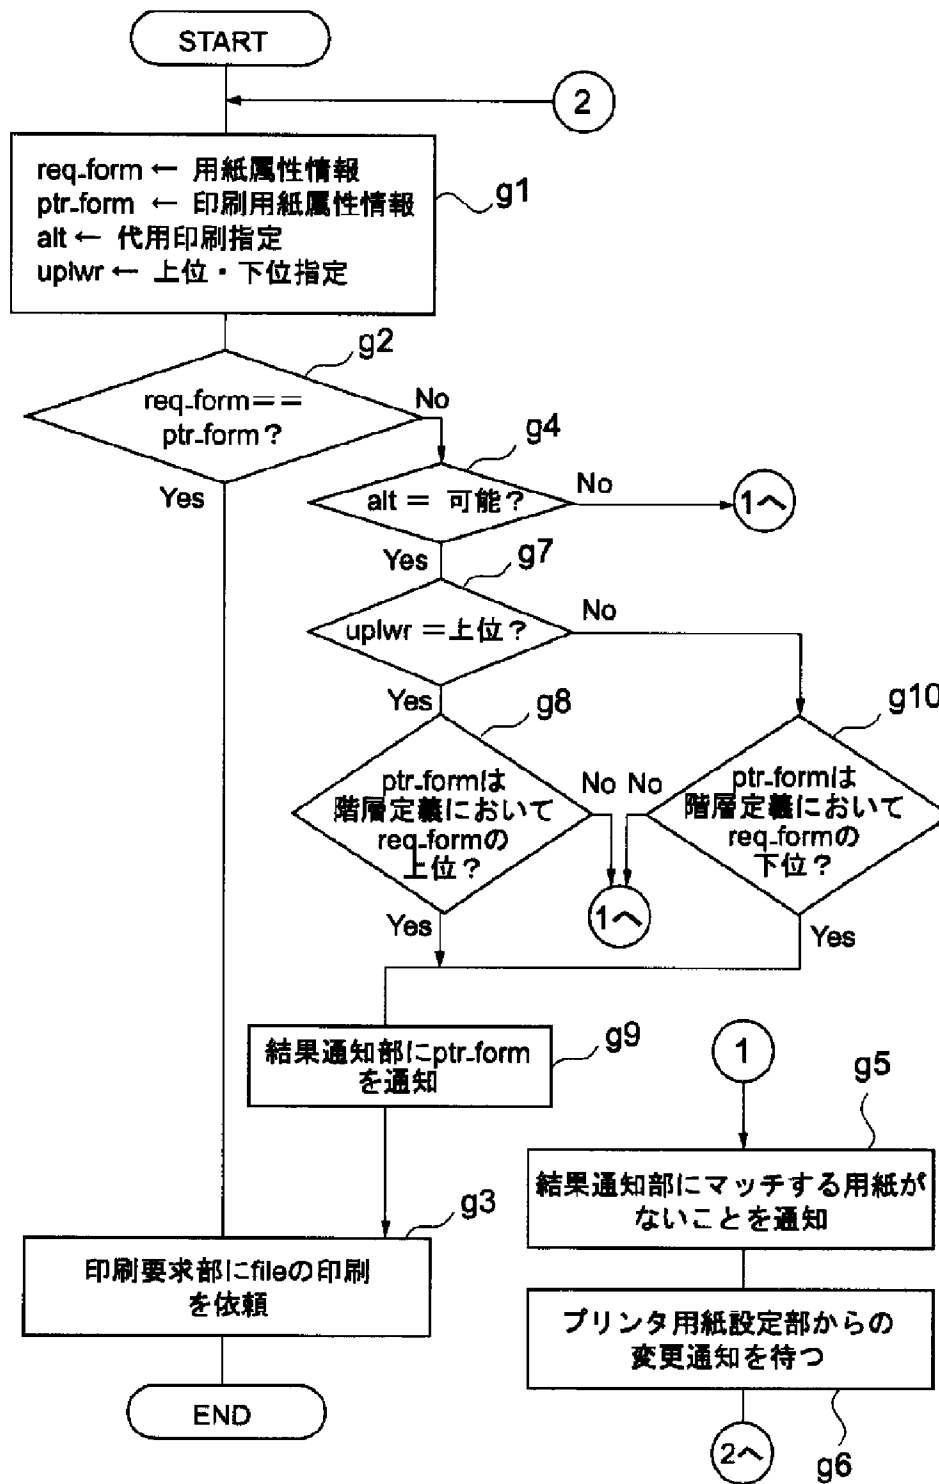 START
2
req-form ← 用紙属性情報
ptr-form ← 印刷用紙属性情報
alt ← 代用印刷指定
uplwr ← 上位・下位指定
g1
g2
req-form==
ptr-form?
No
Yes
g4
alt = 可能?
No
1へ
Yes
g7
uplwr =上位?
No
Yes
g8
g10
ptr-formは
階層定義において
req-formの
上位?
No
No
ptr-formは
階層定義において
req-formの
下位?
1へ
Yes
Yes
結果通知部にptr-form
を通知
g9
1
g5
結果通知部にマッチする用紙が
ないことを通知
g3
印刷要求部にfileの印刷
を依頼
プリンタ用紙設定部からの
変更通知を待つ
END
2へ
g6